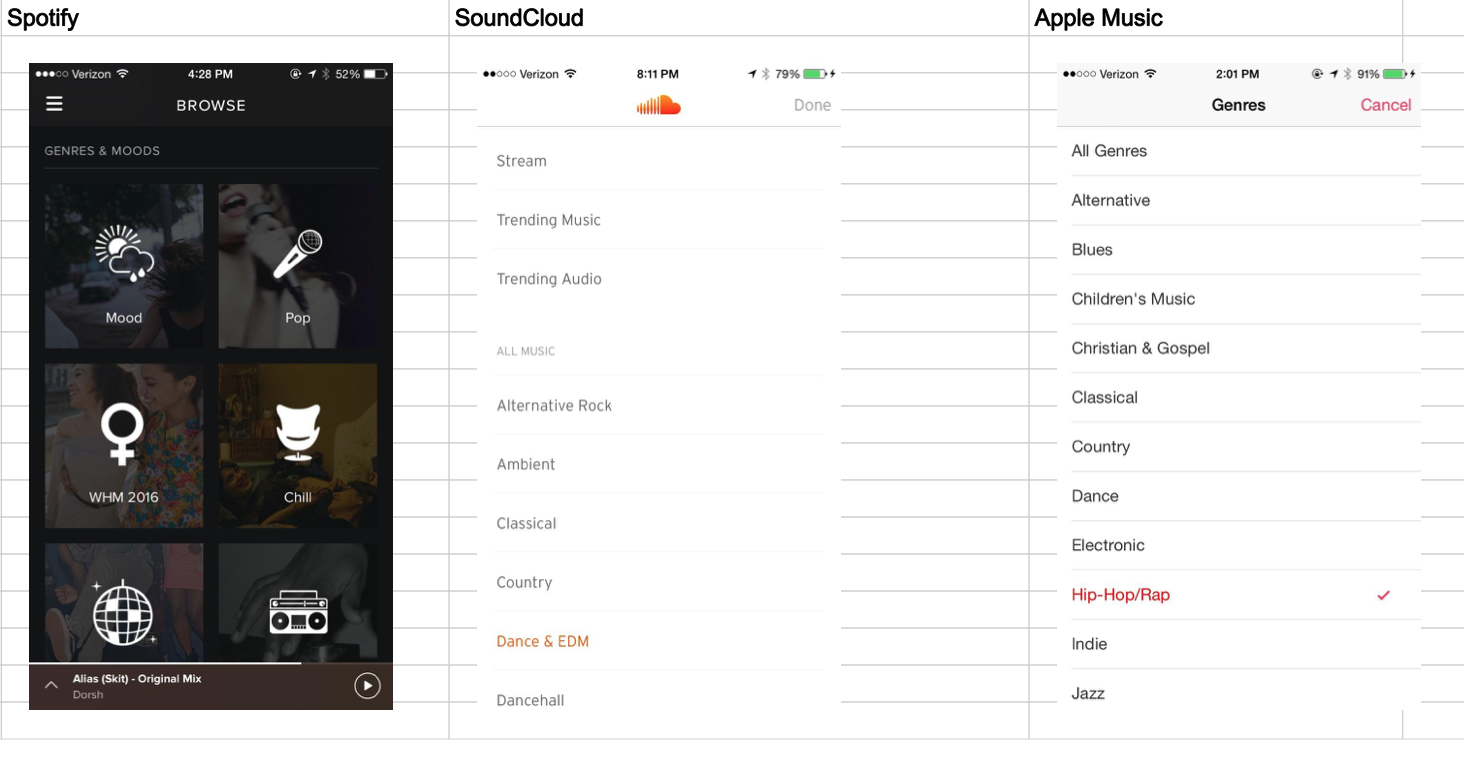 Spotify
SoundCloud
Apple Music
Verizon
4:28 PM
52%
BROWSE
GENRES & MOODS
Mood
Pop
WHM 2016
Chill
Alias (Skit) - Original Mix
Dorsh
Verizon
8:11 PM
79%
Done
Stream
Trending Music
Trending Audio
ALL MUSIC
Alternative Rock
Ambient
Classical
Country
Dance & EDM
Dancehall
Verizon
2:01 PM
91%
Genres
Cancel
All Genres
Alternative
Blues
Children's Music
Christian & Gospel
Classical
Country
Dance
Electronic
Hip-Hop/Rap
Indie
Jazz